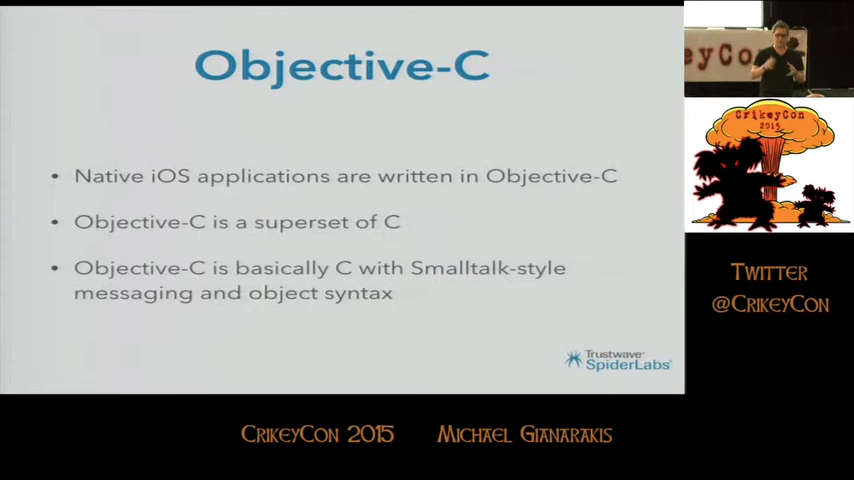 Objective-C
• Native iOS applications are written in Objective-C
• Objective-C is a superset of C
• Objective-C is basically C with Smalltalk-style
messaging and object syntax
Trustwave®
SpiderLabs®
eyCo
CrikeyCon
2015
Twitter
@CrikeyCon
CrikeyCon 2015 Michael Gianarakis